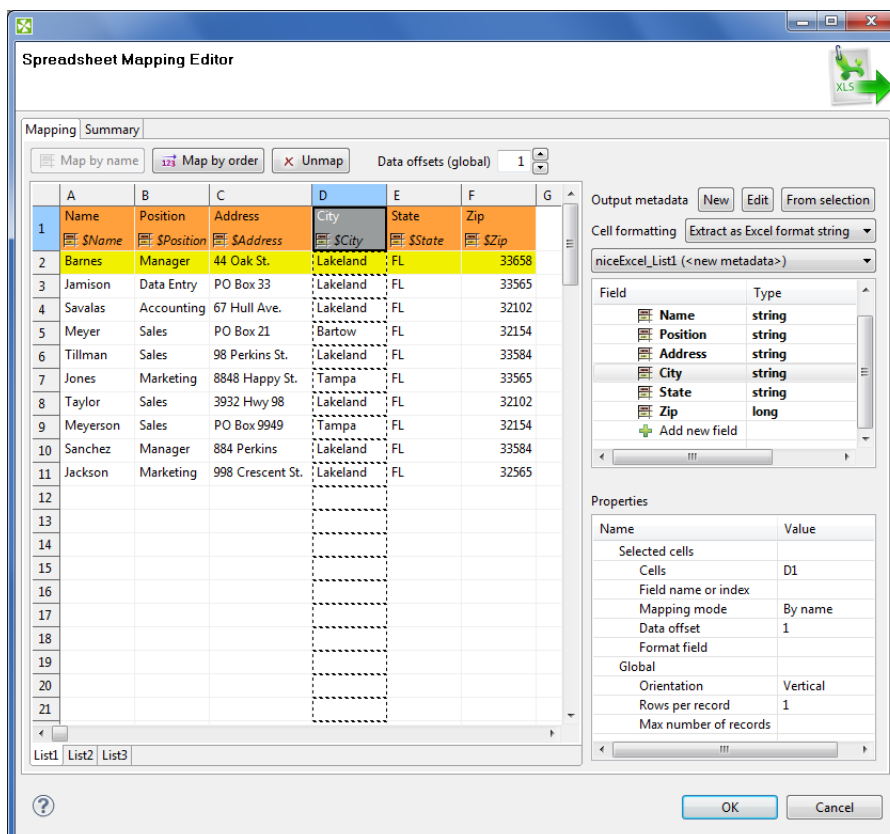 Spreadsheet Mapping Editor
XLS
Mapping Summary
Map by name 123 Map by order Unmap Data offsets (global) 1
A B C D E F G
1 Name Position Address City State Zip
$Name $Position $Address $City $State $Zip
2 Barnes Manager 44 Oak St. Lakeland FL 33658
3 Jamison Data Entry PO Box 33 Lakeland FL 33565
4 Savalas Accounting 67 Hull Ave. Lakeland FL 32102
5 Meyer Sales PO Box 21 Bartow FL 32154
6 Tillman Sales 98 Perkins St. Lakeland FL 33584
7 Jones Marketing 8848 Happy St. Tampa FL 33565
8 Taylor Sales 3932 Hwy 98 Lakeland FL 32102
9 Meyerson Sales PO Box 9949 Tampa FL 32154
10 Sanchez Manager 884 Perkins Lakeland FL 33584
11 Jackson Marketing 998 Crescent St. Lakeland FL 32565
12
13
14
15
16
17
18
19
20
21
List1 List2 List3
Output metadata New Edit From selection
Cell formatting Extract as Excel format string
niceExcel_List1 (<new metadata>)
Field Type
Name string
Position string
Address string
City string
State string
Zip long
Add new field
Properties
Name Value
Selected cells
Cells D1
Field name or index
Mapping mode By name
Data offset 1
Format field
Global
Orientation Vertical
Rows per record 1
Max number of records
? OK Cancel